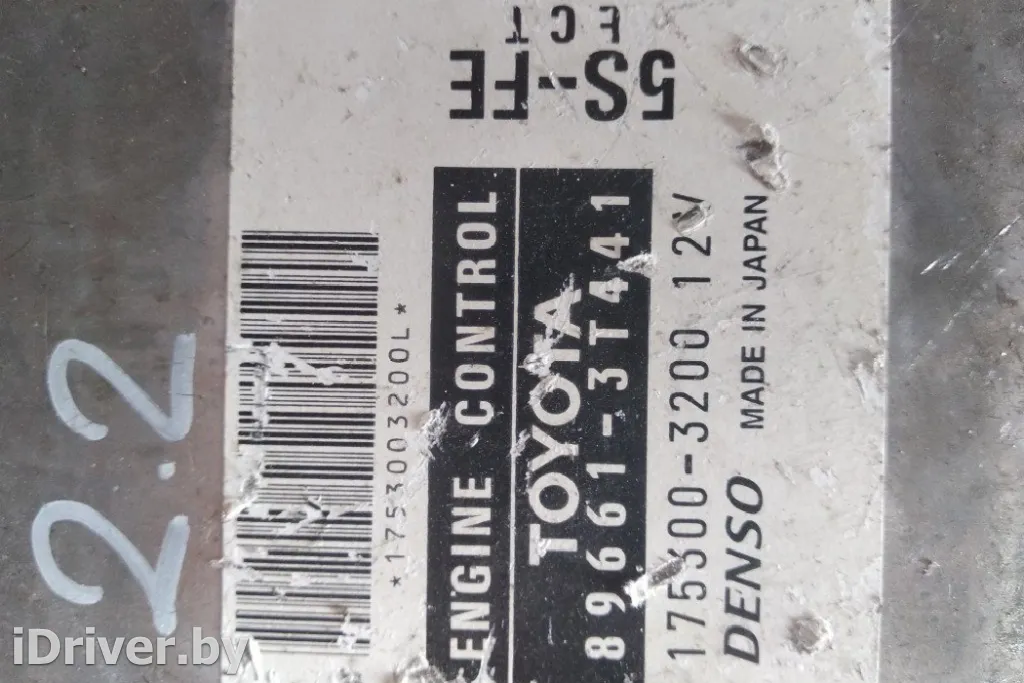 2.2
*1753003200L*
ENGINE CONTROL
TOYOTA
89661-3T441
175300-3200 12V
DENSO MADE IN JAPAN
5S-FE
ECT
iDriver.by